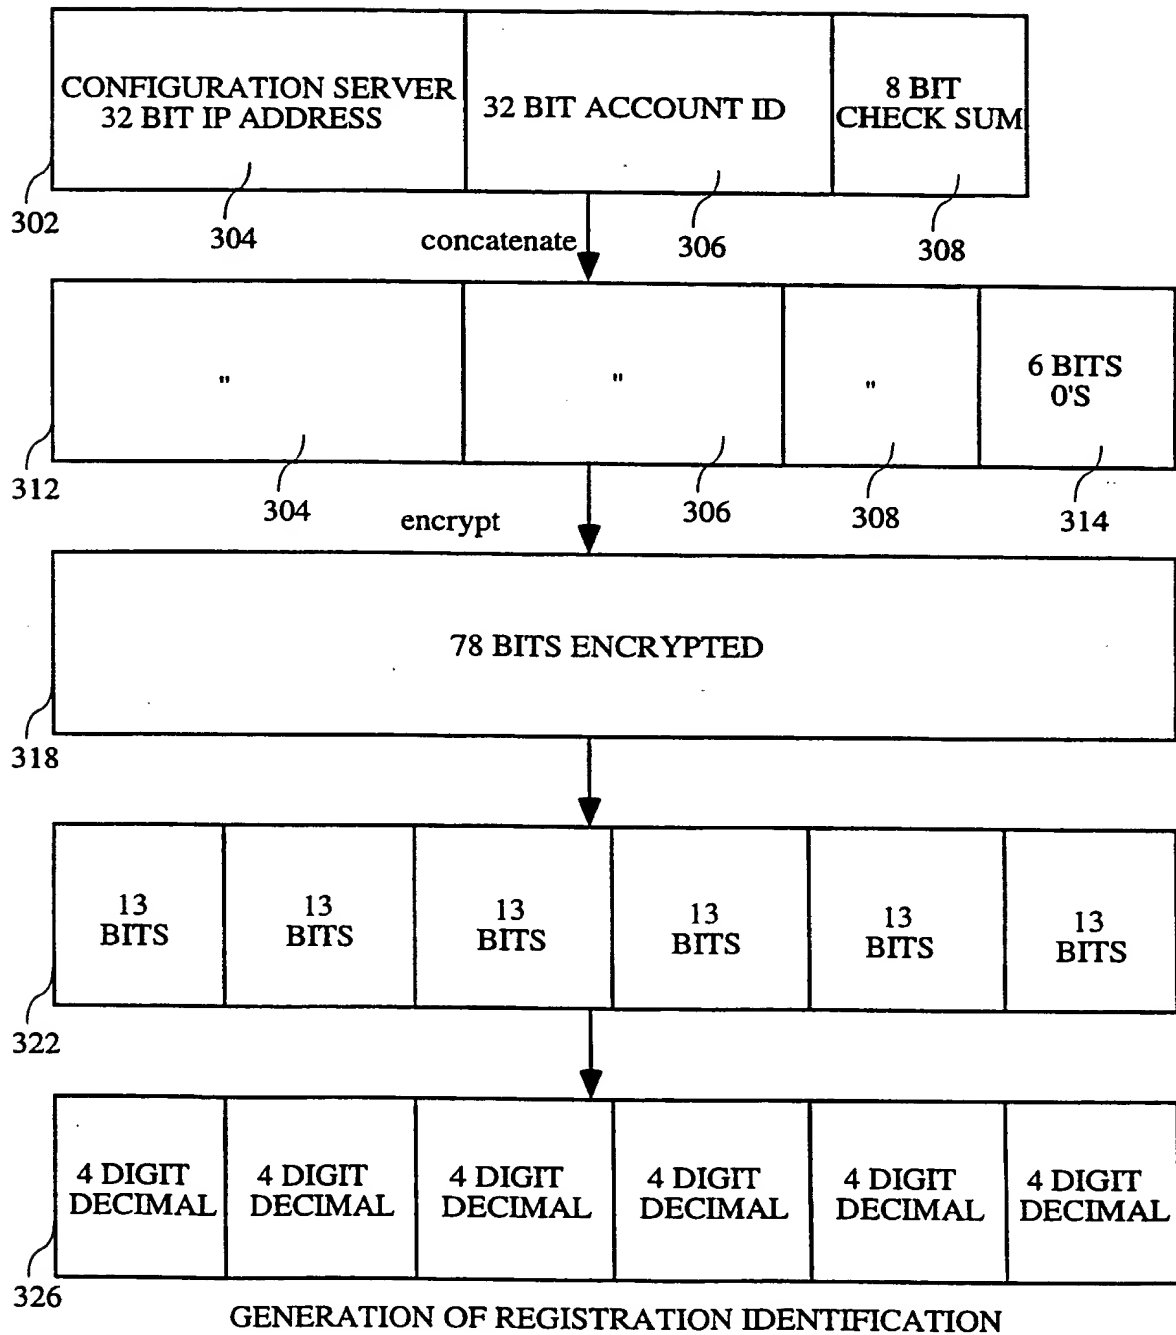 CONFIGURATION SERVER
32 BIT IP ADDRESS
32 BIT ACCOUNT ID
8 BIT
CHECK SUM
302
304
concatenate
306
308
"
"
"
6 BITS
0'S
312
304
encrypt
306
308
314
78 BITS ENCRYPTED
318
13
BITS
13
BITS
13
BITS
13
BITS
13
BITS
13
BITS
322
4 DIGIT
DECIMAL
4 DIGIT
DECIMAL
4 DIGIT
DECIMAL
4 DIGIT
DECIMAL
4 DIGIT
DECIMAL
4 DIGIT
DECIMAL
326
GENERATION OF REGISTRATION IDENTIFICATION